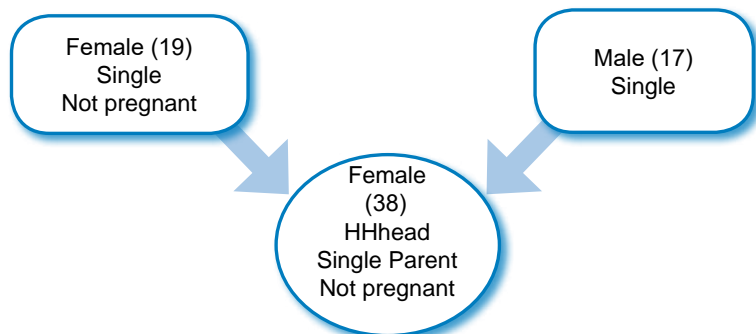 Female (19)
Single
Not pregnant
Male (17)
Single
Female
(38)
HHhead
Single Parent
Not pregnant